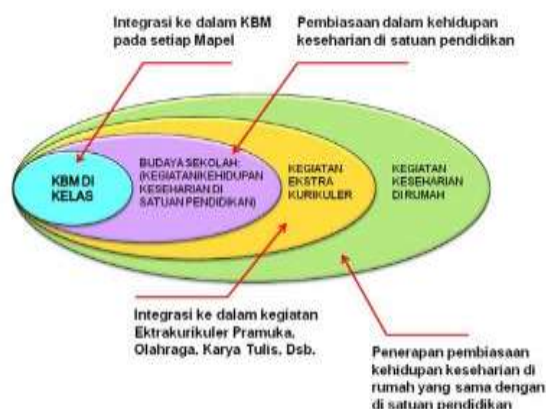 Integrasi ke dalam KBM
pada setiap Mapel
Pembiasaan dalam kehidupan
keseharian di satuan pendidikan
KBM DI
KELAS
BUDAYA SEKOLAH:
(KEGIATAN/KEHIDUPAN
KESEHARIAN DI
SATUAN PENDIDIKAN)
KEGIATAN
EKSTRA
KURIKULER
KEGIATAN
KESEHARIAN
DI RUMAH
Integrasi ke dalam kegiatan
Ektrakurikuler Pramuka,
Olahraga, Karya Tulis, Dsb.
Penerapan pembiasaan
kehidupan keseharian di
rumah yang sama dengan
di satuan pendidikan